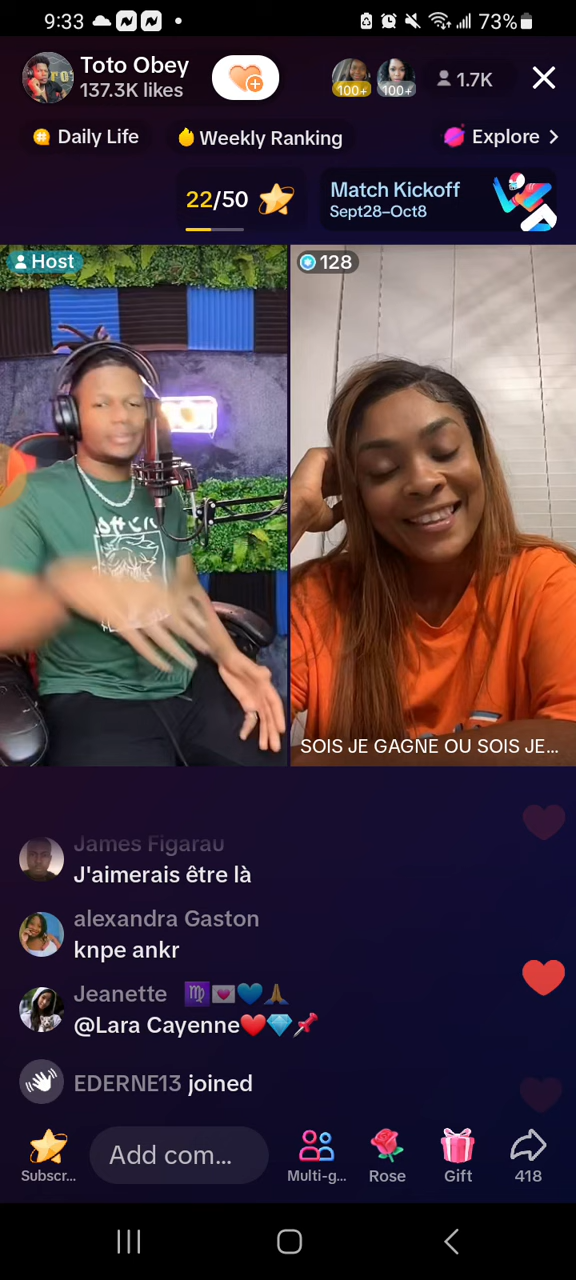 9:33
73%
Toto Obey
137.3K likes
100+
100+
1.7K
Daily Life
Weekly Ranking
Explore >
22/50
Match Kickoff
Sept28–Oct8
Host
128
SOIS JE GAGNE OU SOIS JE...
James Figarau
J'aimerais être là
alexandra Gaston
knpe ankr
Jeanette ♍💌💙🙏
@Lara Cayenne❤️💎📌
EDERNE13 joined
Add com...
Subscr...
Multi-g...
Rose
Gift
418